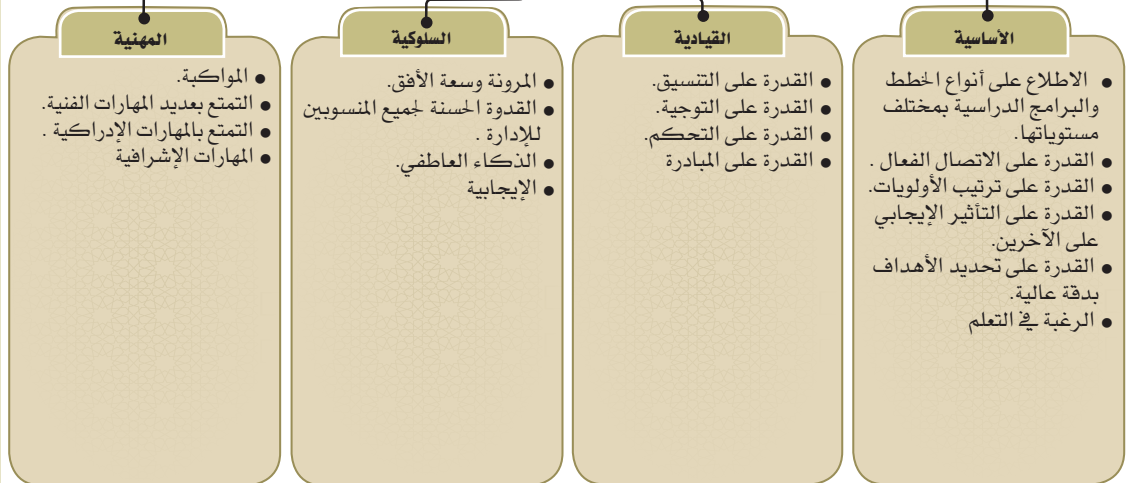 الأساسية
● الاطلاع على أنواع الخطط
والبرامج الدراسية بمختلف
مستوياتها.
● القدرة على الاتصال الفعال .
● القدرة على ترتيب الأولويات.
● القدرة على التأثير الإيجابي
على الآخرين.
● القدرة على تحديد الأهداف
بدقة عالية.
● الرغبة في التعلم
القيادية
● القدرة على التنسيق.
● القدرة على التوجية.
● القدرة على التحكم.
● القدرة على المبادرة
السلوكية
● المرونة وسعة الأفق.
● القدوة الحسنة لجميع المنسوبين
للإدارة .
● الذكاء العاطفي.
● الإيجابية
المهنية
● المواكبة.
● التمتع بعديد المهارات الفنية.
● التمتع بالمهارات الإدراكية .
● المهارات الإشرافية